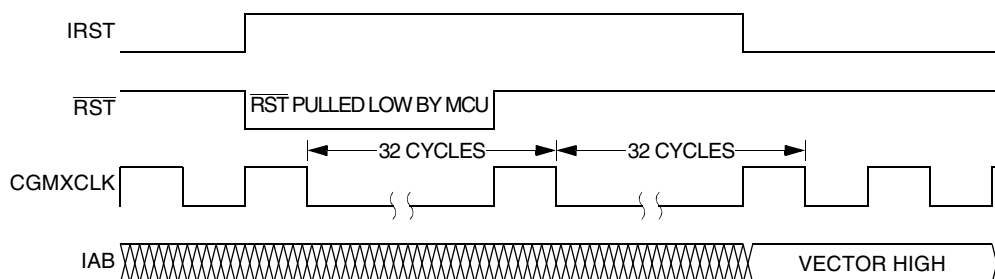 IRST
RST
RST PULLED LOW BY MCU
32 CYCLES
32 CYCLES
CGMXCLK
IAB
VECTOR HIGH